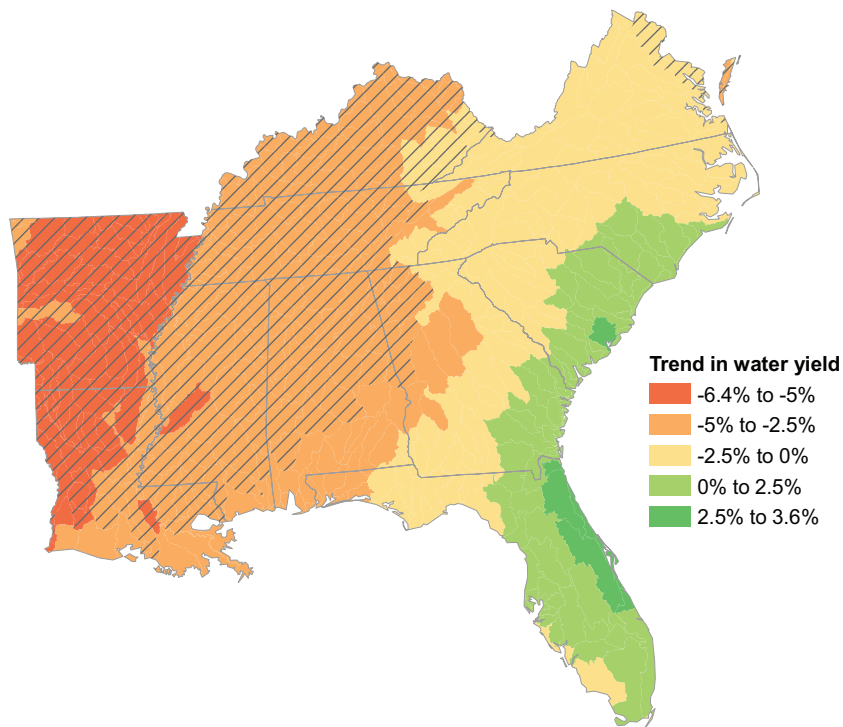 Trend in water yield
-6.4% to -5%
-5% to -2.5%
-2.5% to 0%
0% to 2.5%
2.5% to 3.6%